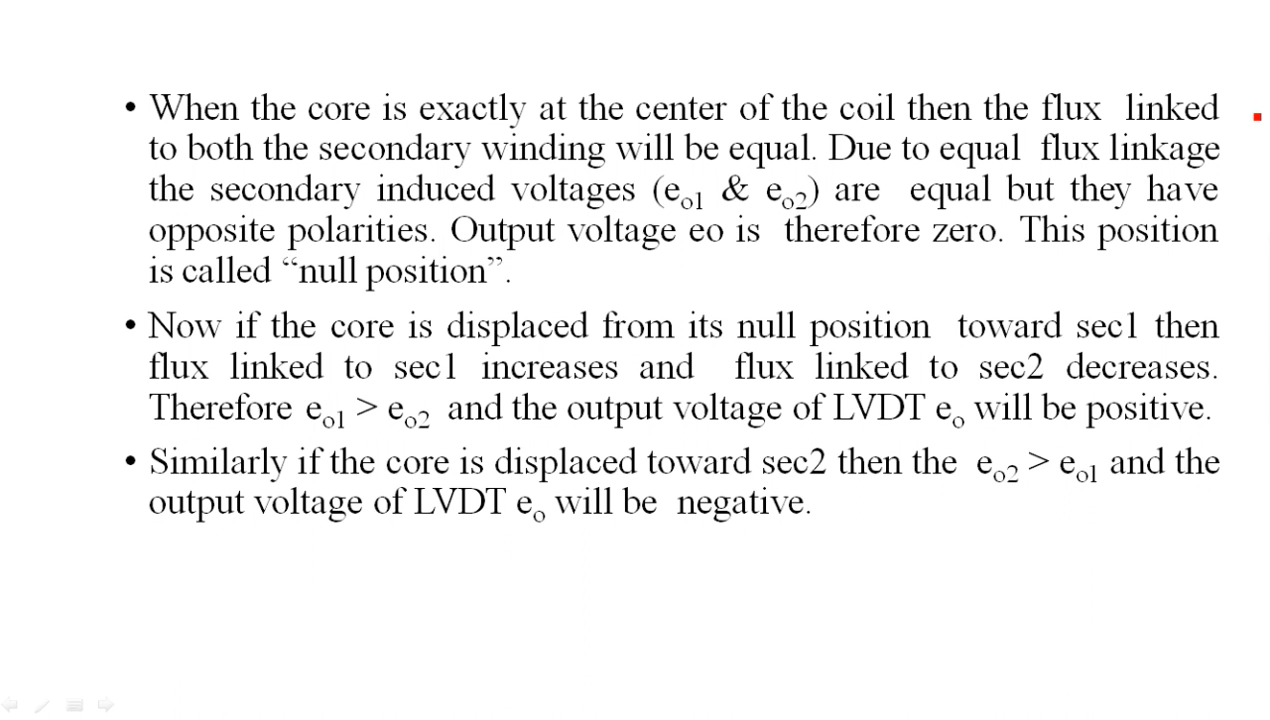 • When the core is exactly at the center of the coil then the flux linked
to both the secondary winding will be equal. Due to equal flux linkage
the secondary induced voltages (eo1 & eo2) are equal but they have
opposite polarities. Output voltage eo is therefore zero. This position
is called “null position”.
• Now if the core is displaced from its null position toward sec1 then
flux linked to sec1 increases and flux linked to sec2 decreases.
Therefore eo1 > eo2 and the output voltage of LVDT eo will be positive.
• Similarly if the core is displaced toward sec2 then the eo2 > eo1 and the
output voltage of LVDT eo will be negative.